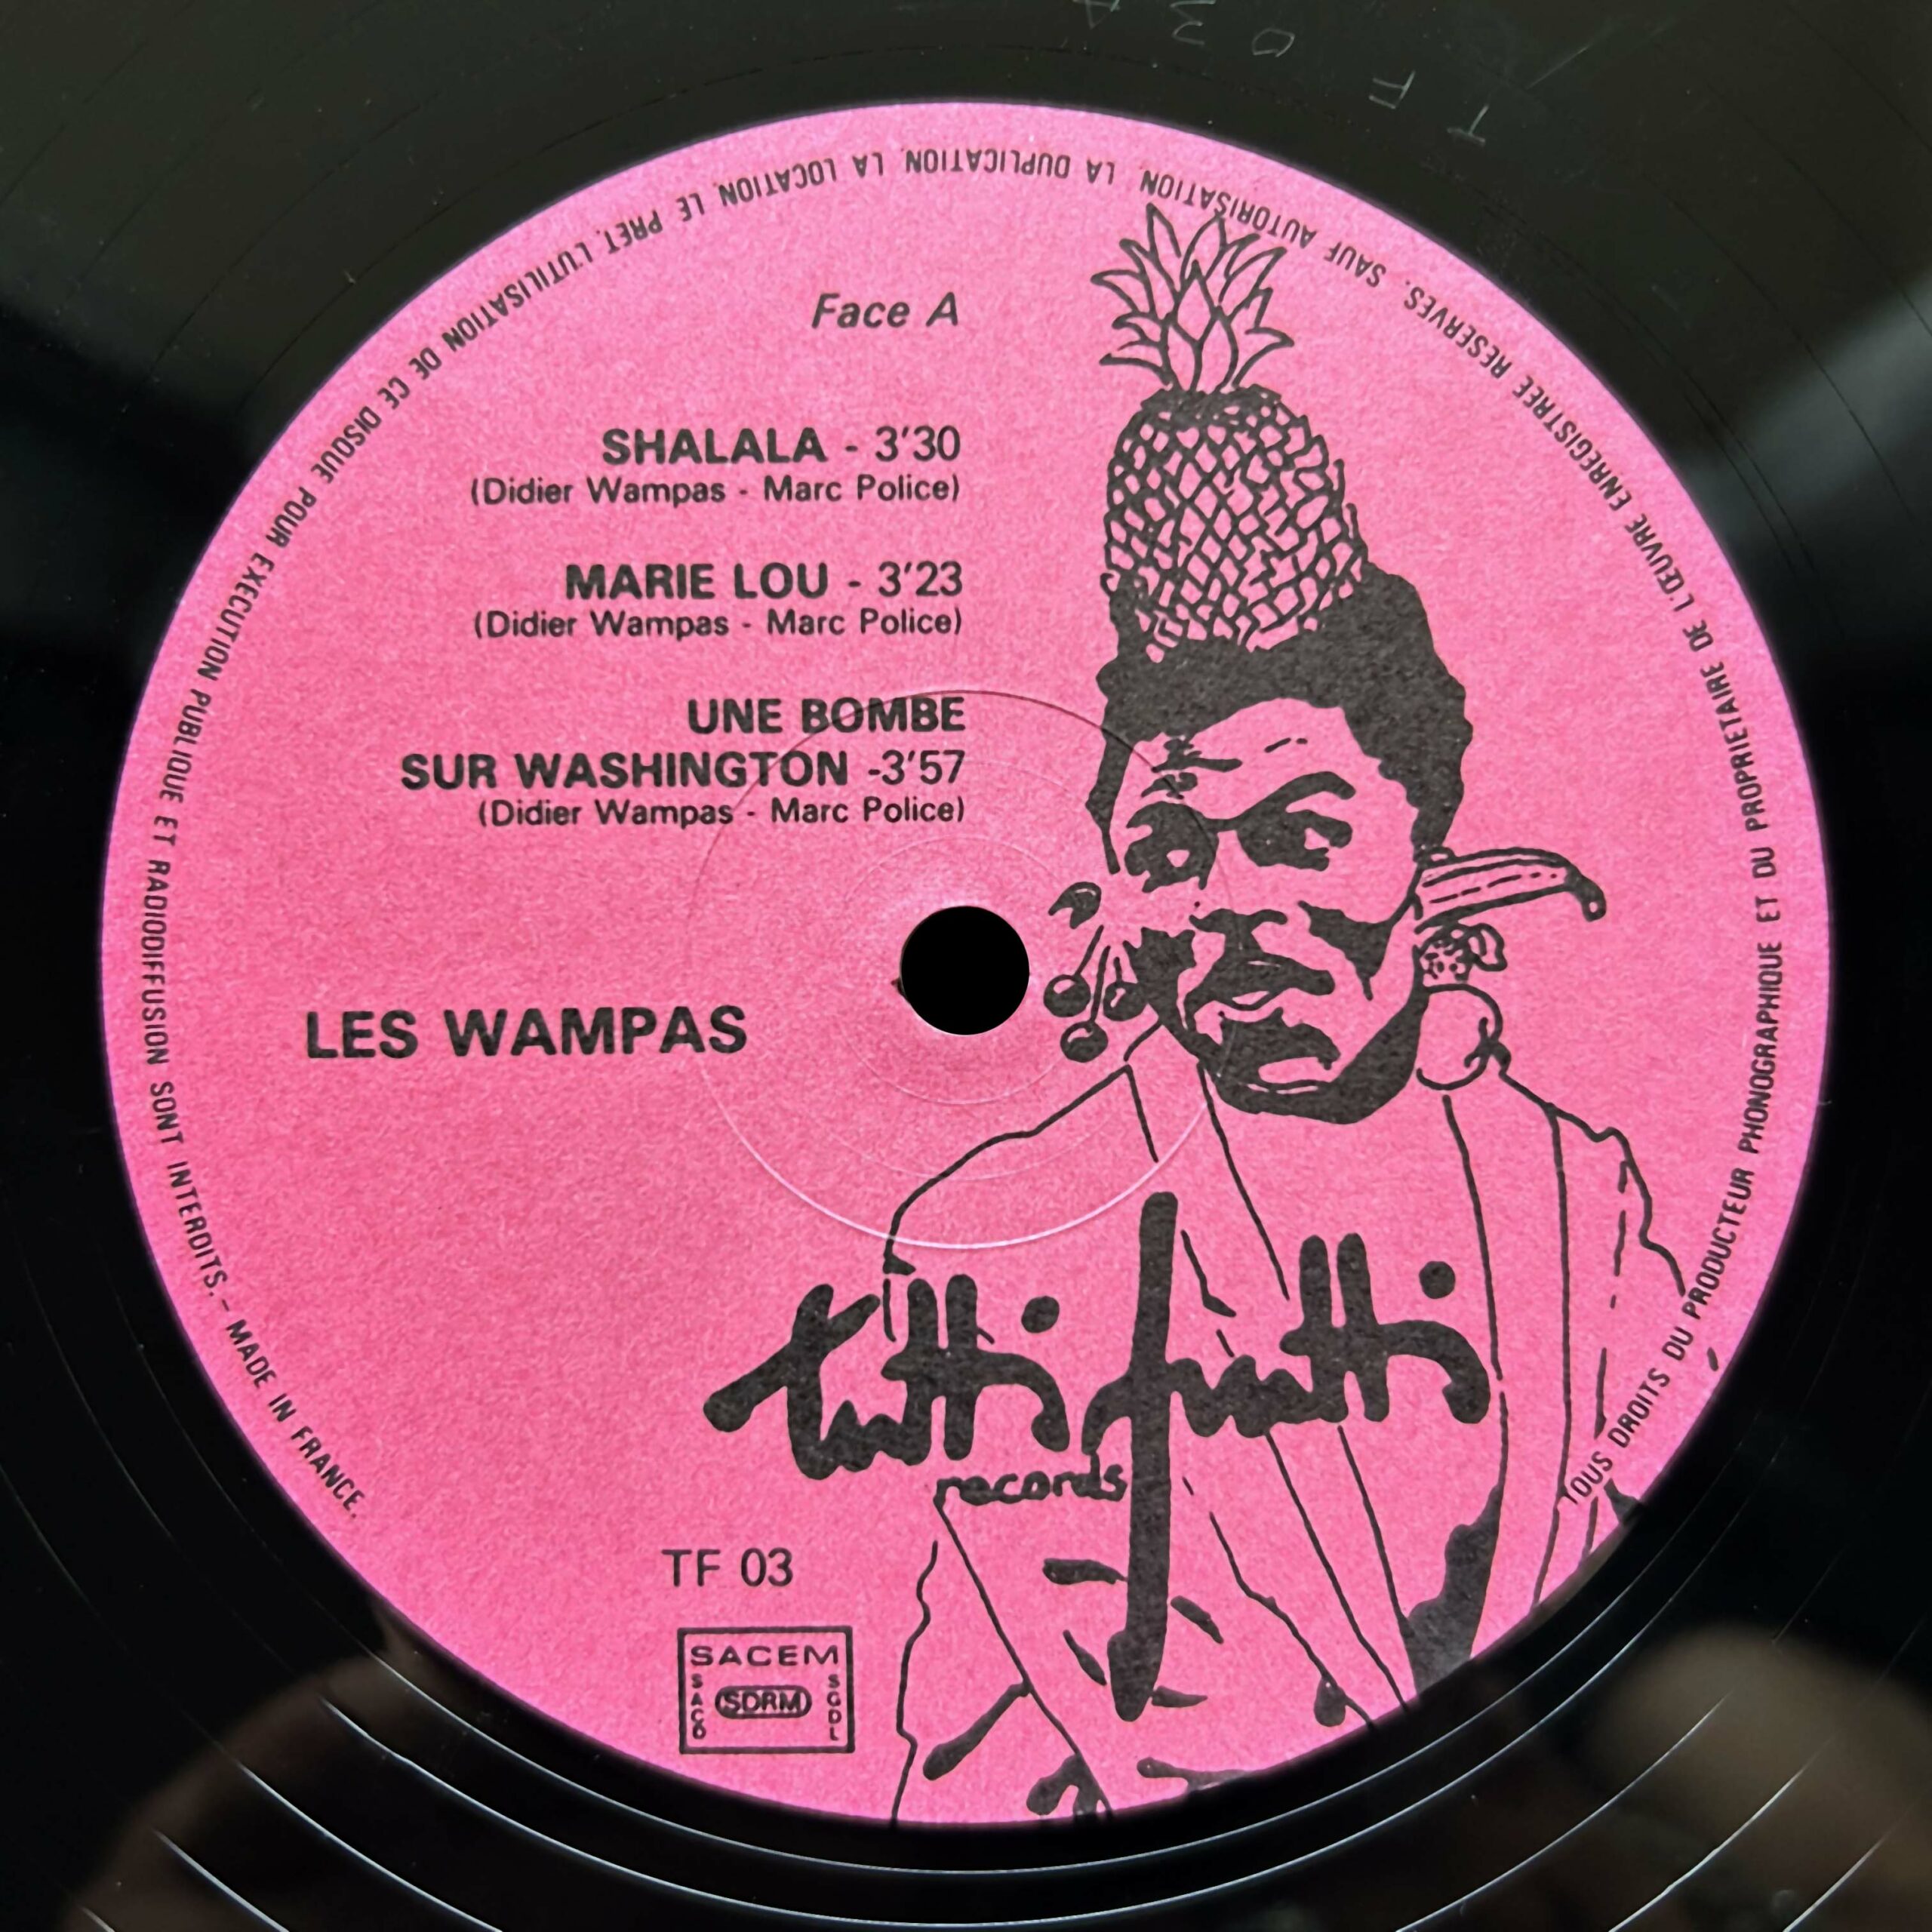 Face A
SHALALA - 3'30
(Didier Wampas - Marc Police)
MARIE LOU - 3'23
(Didier Wampas - Marc Police)
UNE BOMBE
SUR WASHINGTON -3'57
(Didier Wampas - Marc Police)
LES WAMPAS
Tutti frutti
records
TF 03
SACEM
SACD
SDRM
SGDL
TOUS DROITS DU PRODUCTEUR PHONOGRAPHIQUE ET DU PROPRIETAIRE DE L'ŒUVRE ENREGISTREE RESERVES. SAUF AUTORISATION, LA DUPLICATION, LA LOCATION, LE PRET, L'UTILISATION DE CE DISQUE POUR EXECUTION PUBLIQUE ET RADIODIFFUSION SONT INTERDITS. - MADE IN FRANCE.
TF 03 A